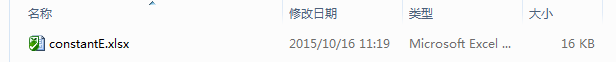 名称 修改日期 类型 大小
constantE.xlsx 2015/10/16 11:19 Microsoft Excel ... 16 KB